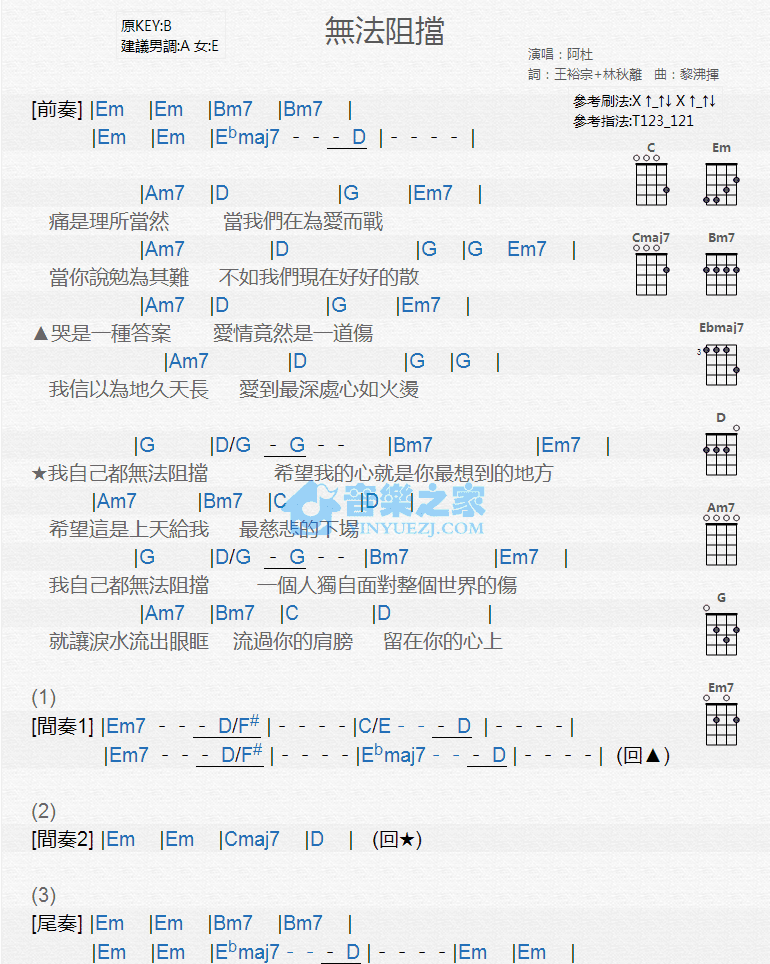 無法阻擋
原KEY:B
建議男調:A 女:E
演唱：阿杜
詞：王裕宗+林秋離 曲：黎沸揮
參考刷法:X ↑_↑↓ X ↑_↑↓
參考指法:T123_121
[前奏] |Em |Em |Bm7 |Bm7 |
|Em |Em |Ebmaj7 - - - D | - - - - |
|Am7 |D |G |Em7 |
痛是理所當然 當我們在為愛而戰
|Am7 |D |G |G Em7 |
當你說勉為其難 不如我們現在好好的散
|Am7 |D |G |Em7 |
▲哭是一種答案 愛情竟然是一道傷
|Am7 |D |G |G |
我信以為地久天長 愛到最深處心如火燙
|G |D/G - G - - |Bm7 |Em7 |
★我自己都無法阻擋 希望我的心就是你最想到的地方
|Am7 |Bm7 |C |D |
希望這是上天給我 最慈悲的下場
|G |D/G - G - - |Bm7 |Em7 |
我自己都無法阻擋 一個人獨自面對整個世界的傷
|Am7 |Bm7 |C |D |
就讓淚水流出眼眶 流過你的肩膀 留在你的心上
(1)
[間奏1] |Em7 - - - D/F# | - - - - |C/E - - - D | - - - - |
|Em7 - - - D/F# | - - - - |Ebmaj7 - - - D | - - - - | (回▲)
(2)
[間奏2] |Em |Em |Cmaj7 |D | (回★)
(3)
[尾奏] |Em |Em |Bm7 |Bm7 |
|Em |Em |Ebmaj7 - - - D | - - - - |Em |Em |
C Em
Cmaj7 Bm7
Ebmaj7
3
D
Am7
G
Em7
音樂之家
YINYUEZJ.COM